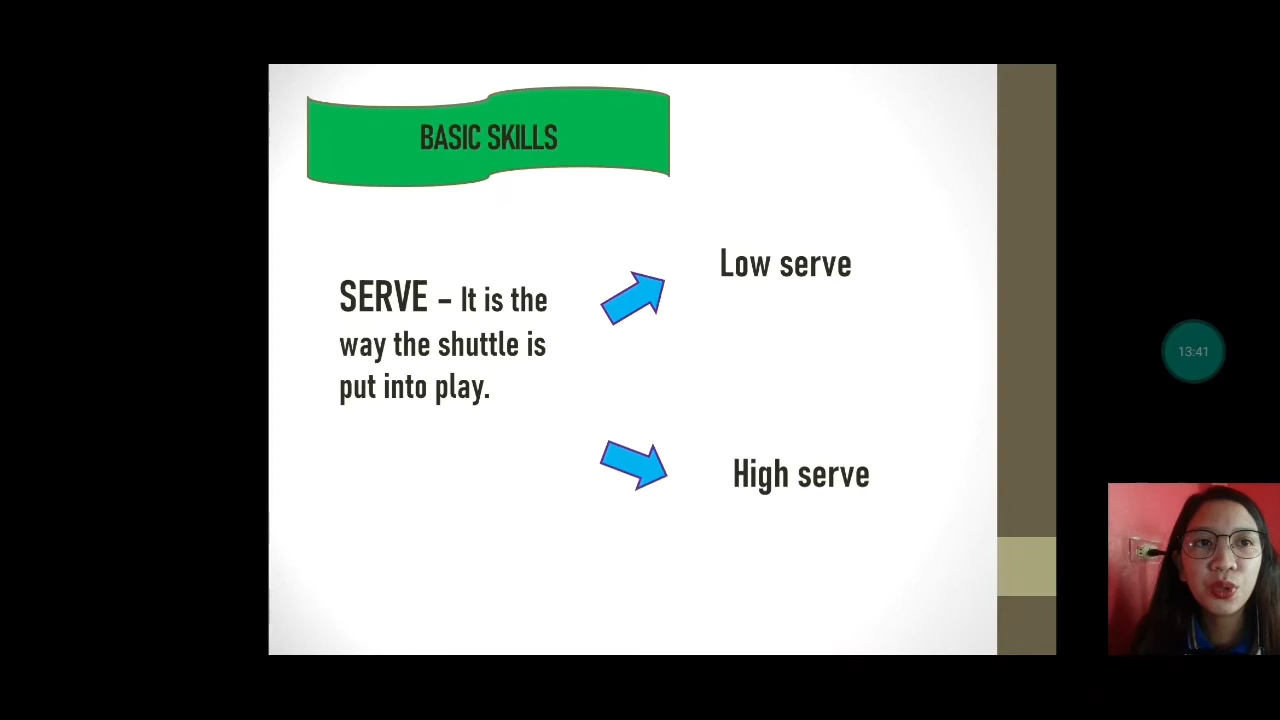 BASIC SKILLS
Low serve
SERVE – It is the
way the shuttle is
put into play.
High serve
13:41